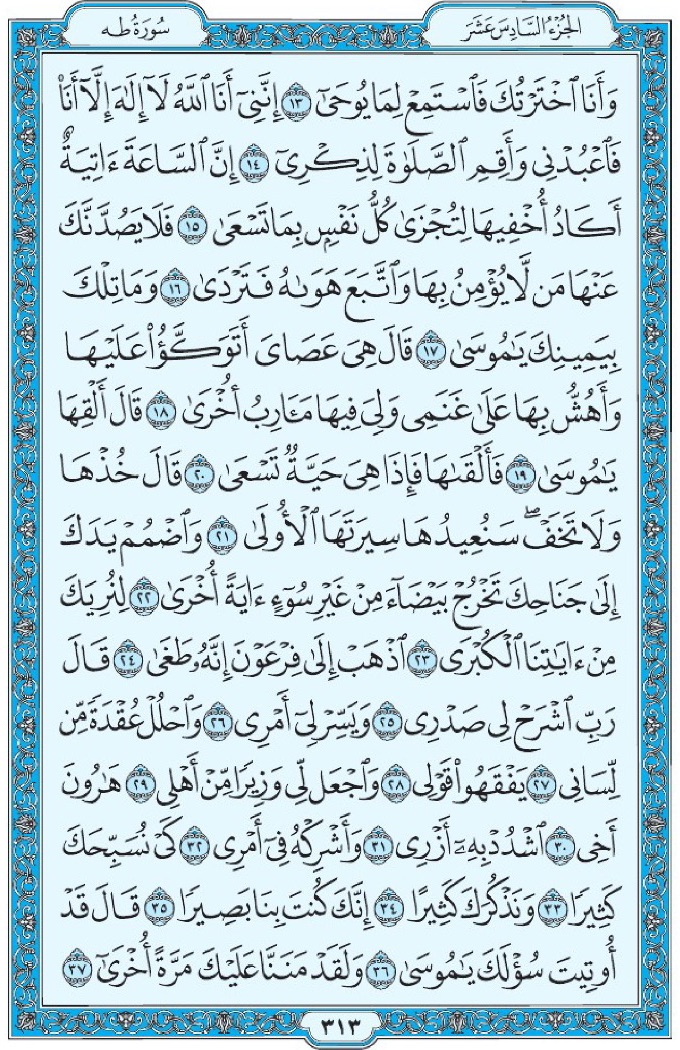 الجزء السادس عشر
سورة طه
وَأَنَا ٱخْتَرْتُكَ فَٱسْتَمِعْ لِمَا يُوحَىٰٓ ١٣ إِنَّنِىٓ أَنَا ٱللَّهُ لَآ إِلَٰهَ إِلَّآ أَنَا۠
فَٱعْبُدْنِى وَأَقِمِ ٱلصَّلَوٰةَ لِذِكْرِىٓ ١٤ إِنَّ ٱلسَّاعَةَ ءَاتِيَةٌ
أَكَادُ أُخْفِيهَا لِتُجْزَىٰ كُلُّ نَفْسٍۭ بِمَا تَسْعَىٰ ١٥ فَلَا يَصُدَّنَّكَ
عَنْهَا مَن لَّا يُؤْمِنُ بِهَا وَٱتَّبَعَ هَوَىٰهُ فَتَرْدَىٰ ١٦ وَمَا تِلْكَ
بِيَمِينِكَ يَٰمُوسَىٰ ١٧ قَالَ هِىَ عَصَاىَ أَتَوَكَّؤُا۟ عَلَيْهَا
وَأَهُشُّ بِهَا عَلَىٰ غَنَمِى وَلِىَ فِيهَا مَـَٔارِبُ أُخْرَىٰ ١٨ قَالَ أَلْقِهَا
يَٰمُوسَىٰ ١٩ فَأَلْقَىٰهَا فَإِذَا هِىَ حَيَّةٌ تَسْعَىٰ ٢٠ قَالَ خُذْهَا
وَلَا تَخَفْ ۖ سَنُعِيدُهَا سِيرَتَهَا ٱلْأُولَىٰ ٢١ وَٱضْمُمْ يَدَكَ
إِلَىٰ جَنَاحِكَ تَخْرُجْ بَيْضَآءَ مِنْ غَيْرِ سُوٓءٍ ءَايَةً أُخْرَىٰ ٢٢ لِنُرِيَكَ
مِنْ ءَايَٰتِنَا ٱلْكُبْرَى ٢٣ ٱذْهَبْ إِلَىٰ فِرْعَوْنَ إِنَّهُۥ طَغَىٰ ٢٤ قَالَ
رَبِّ ٱشْرَحْ لِى صَدْرِى ٢٥ وَيَسِّرْ لِىٓ أَمْرِى ٢٦ وَٱحْلُلْ عُقْدَةً مِّن
لِّسَانِى ٢٧ يَفْقَهُوا۟ قَوْلِى ٢٨ وَٱجْعَل لِّى وَزِيرًا مِّنْ أَهْلِى ٢٩ هَٰرُونَ
أَخِى ٣٠ ٱشْدُدْ بِهِۦٓ أَزْرِى ٣١ وَأَشْرِكْهُ فِىٓ أَمْرِى ٣٢ كَىْ نُسَبِّحَكَ
كَثِيرًا ٣٣ وَنَذْكُرَكَ كَثِيرًا ٣٤ إِنَّكَ كُنتَ بِنَا بَصِيرًا ٣٥ قَالَ قَدْ
أُوتِيتَ سُؤْلَكَ يَٰمُوسَىٰ ٣٦ وَلَقَدْ مَنَنَّا عَلَيْكَ مَرَّةً أُخْرَىٰٓ ٣٧
٣١٣